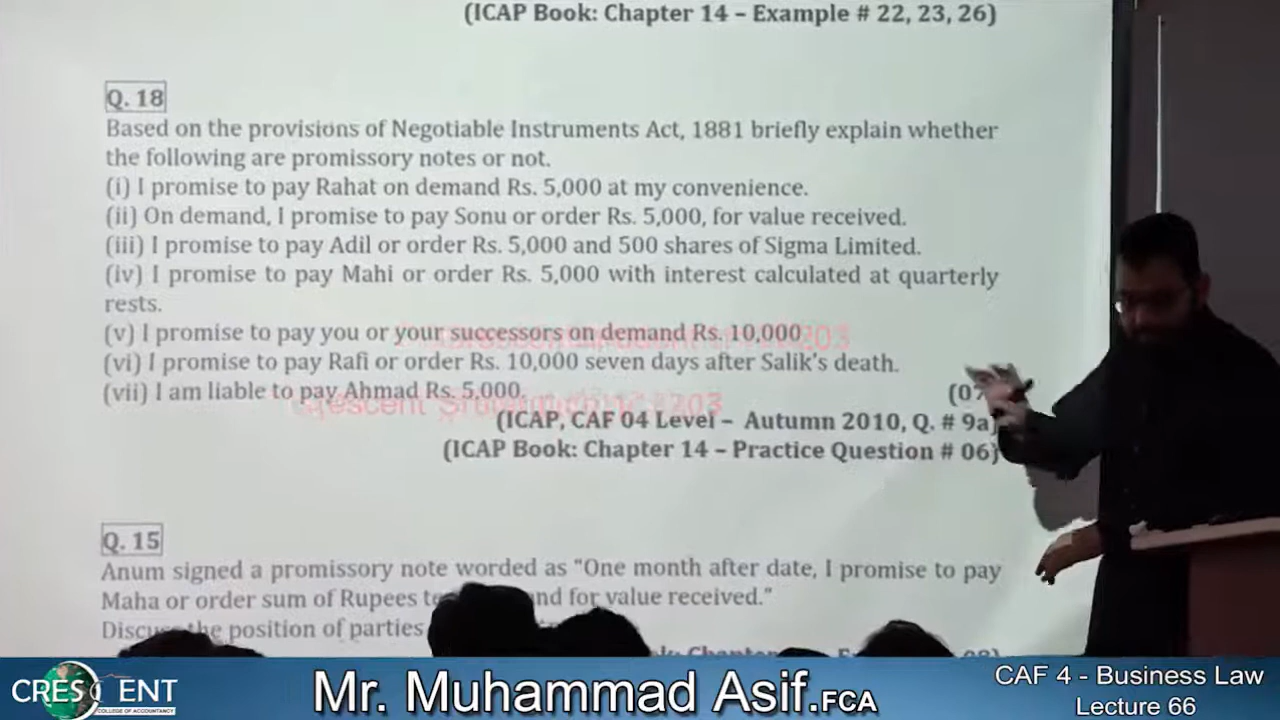 (ICAP Book: Chapter 14 – Example # 22, 23, 26)
Q. 18
Based on the provisions of Negotiable Instruments Act, 1881 briefly explain whether
the following are promissory notes or not.
(i) I promise to pay Rahat on demand Rs. 5,000 at my convenience.
(ii) On demand, I promise to pay Sonu or order Rs. 5,000, for value received.
(iii) I promise to pay Adil or order Rs. 5,000 and 500 shares of Sigma Limited.
(iv) I promise to pay Mahi or order Rs. 5,000 with interest calculated at quarterly
rests.
(v) I promise to pay you or your successors on demand Rs. 10,000.
(vi) I promise to pay Rafi or order Rs. 10,000 seven days after Salik's death.
(vii) I am liable to pay Ahmad Rs. 5,000.
(ICAP, CAF 04 Level – Autumn 2010, Q. # 9a)
(ICAP Book: Chapter 14 – Practice Question # 06)
Q. 15
Anum signed a promissory note worded as "One month after date, I promise to pay
Maha or order sum of Rupees and for value received."
Discuss the position of parties
CRESCENT
COLLEGE OF ACCOUNTANCY
Mr. Muhammad Asif.FCA
CAF 4 - Business Law
Lecture 66